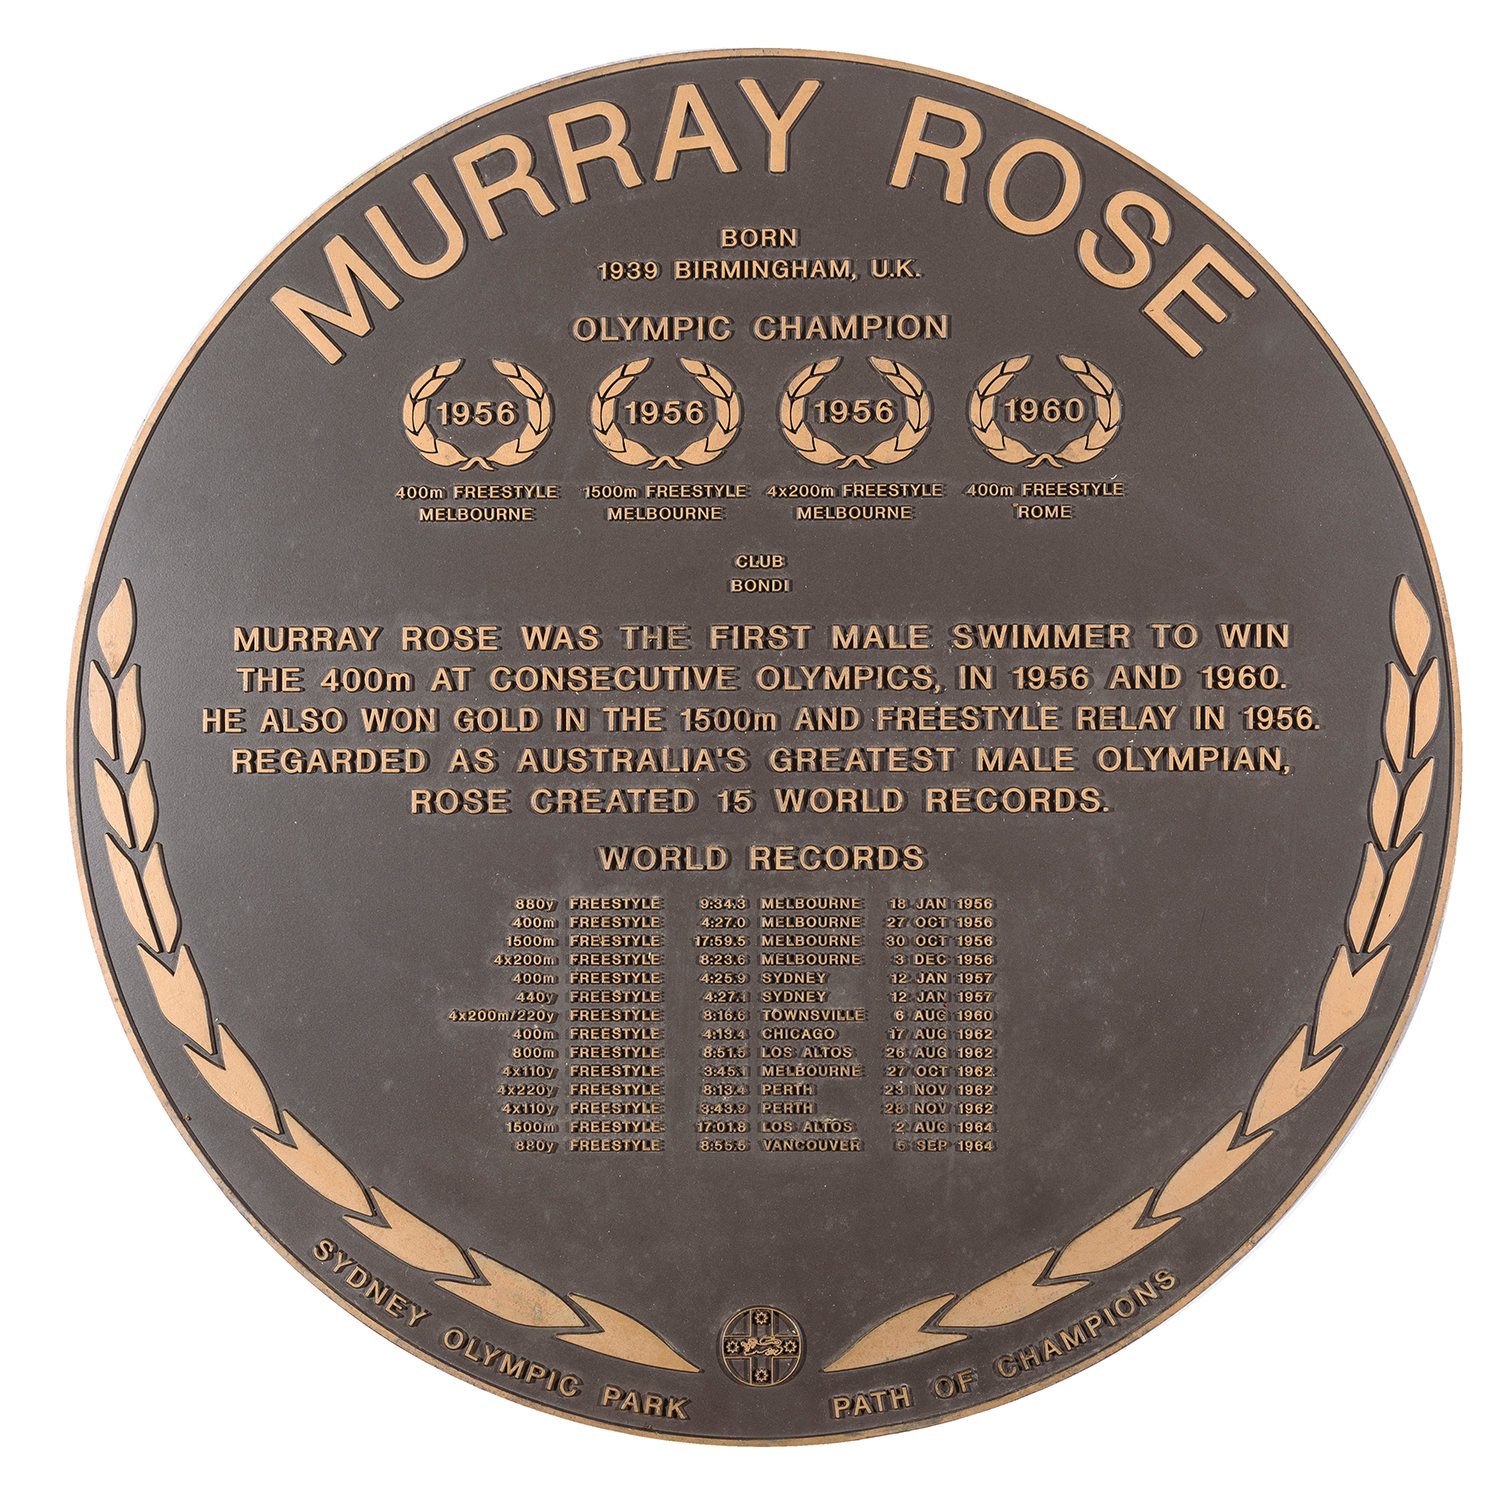 MURRAY ROSE
BORN
1939 BIRMINGHAM, U.K.
OLYMPIC CHAMPION
1956 1956 1956 1960
400m FREESTYLE 1500m FREESTYLE 4x200m FREESTYLE 400m FREESTYLE
MELBOURNE MELBOURNE MELBOURNE ROME
CLUB
BONDI
MURRAY ROSE WAS THE FIRST MALE SWIMMER TO WIN
THE 400m AT CONSECUTIVE OLYMPICS, IN 1956 AND 1960.
HE ALSO WON GOLD IN THE 1500m AND FREESTYLE RELAY IN 1956.
REGARDED AS AUSTRALIA'S GREATEST MALE OLYMPIAN,
ROSE CREATED 15 WORLD RECORDS.
WORLD RECORDS
880y FREESTYLE 9:34.3 MELBOURNE 18 JAN 1956
400m FREESTYLE 4:27.0 MELBOURNE 27 OCT 1956
1500m FREESTYLE 17:59.5 MELBOURNE 30 OCT 1956
4x200m FREESTYLE 8:23.6 MELBOURNE 3 DEC 1956
400m FREESTYLE 4:25.9 SYDNEY 12 JAN 1957
440y FREESTYLE 4:27.1 SYDNEY 12 JAN 1957
4x200m/220y FREESTYLE 8:16.6 TOWNSVILLE 6 AUG 1960
400m FREESTYLE 4:13.4 CHICAGO 17 AUG 1962
800m FREESTYLE 8:51.5 LOS ALTOS 26 AUG 1962
4x110y FREESTYLE 3:45.1 MELBOURNE 27 OCT 1962
4x220y FREESTYLE 8:13.4 PERTH 23 NOV 1962
4x110y FREESTYLE 3:43.9 PERTH 28 NOV 1962
1500m FREESTYLE 17:01.8 LOS ALTOS 2 AUG 1964
880y FREESTYLE 8:55.5 VANCOUVER 5 SEP 1964
SYDNEY OLYMPIC PARK PATH OF CHAMPIONS